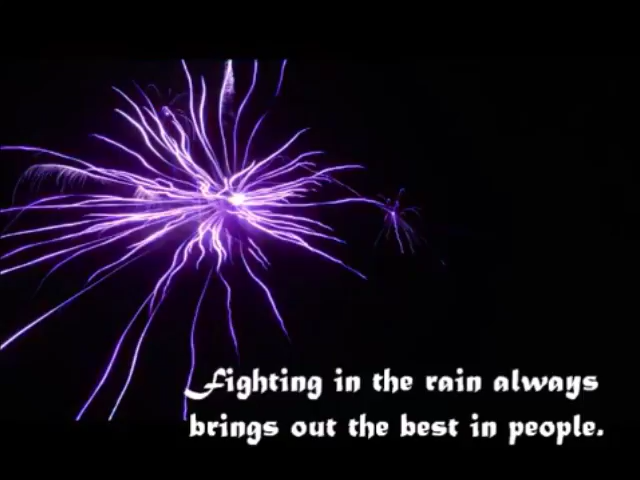 Fighting in the rain always
brings out the best in people.